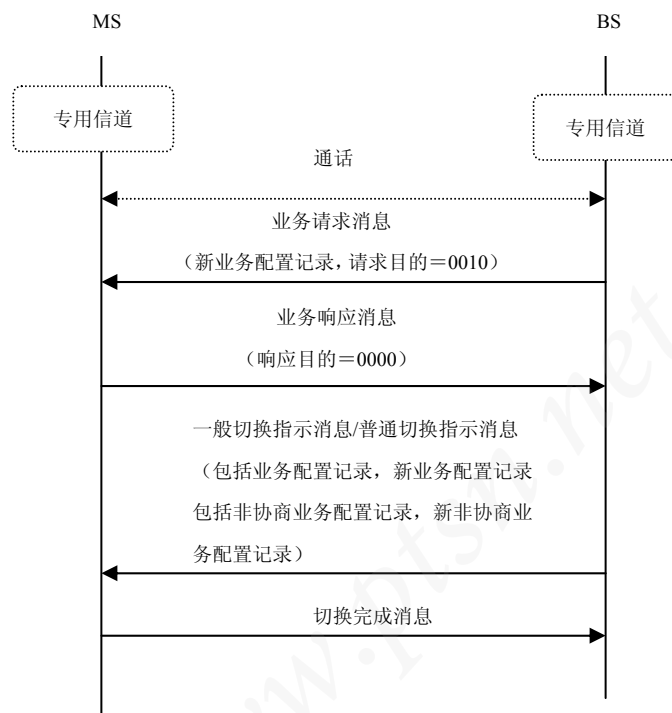 MS
BS
专用信道
专用信道
通话
业务请求消息
（新业务配置记录，请求目的＝0010）
业务响应消息
（响应目的＝0000）
一般切换指示消息/普通切换指示消息
（包括业务配置记录，新业务配置记录
包括非协商业务配置记录，新非协商业
务配置记录）
切换完成消息
w.ptsn.net